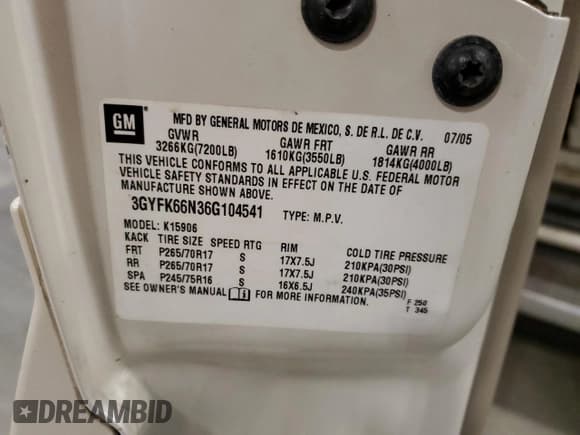 GM
MFD BY GENERAL MOTORS DE MEXICO, S. DE R.L. DE C.V. 07/05
GVWR GAWR FRT GAWR RR
3266KG(7200LB) 1610KG(3550LB) 1814KG(4000LB)
THIS VEHICLE CONFORMS TO ALL APPLICABLE U.S. FEDERAL MOTOR
VEHICLE SAFETY STANDARDS IN EFFECT ON THE DATE OF
MANUFACTURE SHOWN ABOVE.
3GYFK66N36G104541 TYPE: M.P.V.
MODEL: K15906
KACK TIRE SIZE SPEED RTG RIM COLD TIRE PRESSURE
FRT P265/70R17 S 17X7.5J 210KPA(30PSI)
RR P265/70R17 S 17X7.5J 210KPA(30PSI)
SPA P245/75R16 S 16X6.5J 240KPA(35PSI)
SEE OWNER'S MANUAL FOR MORE INFORMATION.
F 250
T 345
DREAMBID